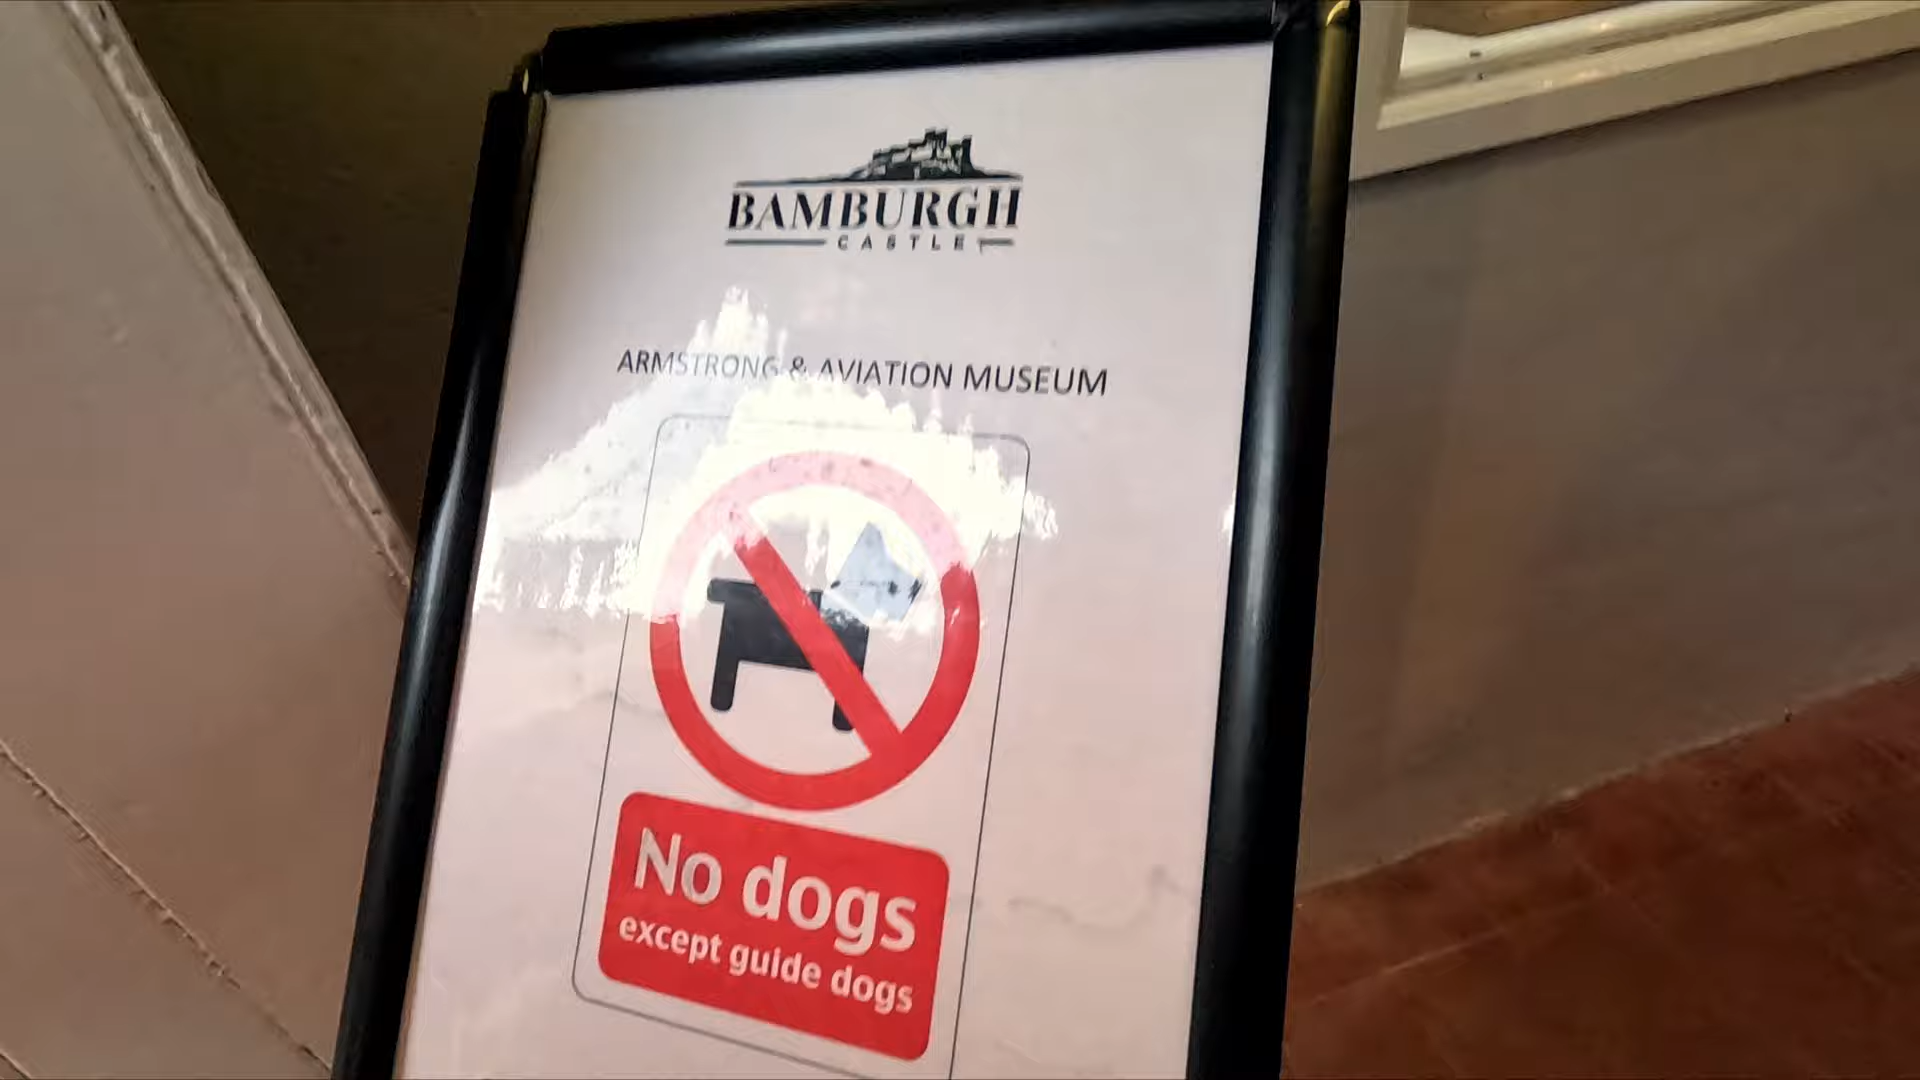 BAMBURGH
CASTLE
ARMSTRONG & AVIATION MUSEUM
No dogs
except guide dogs